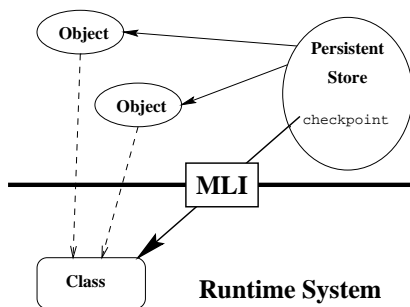 Object
Persistent
Store
Object
checkpoint
MLI
Class
Runtime System